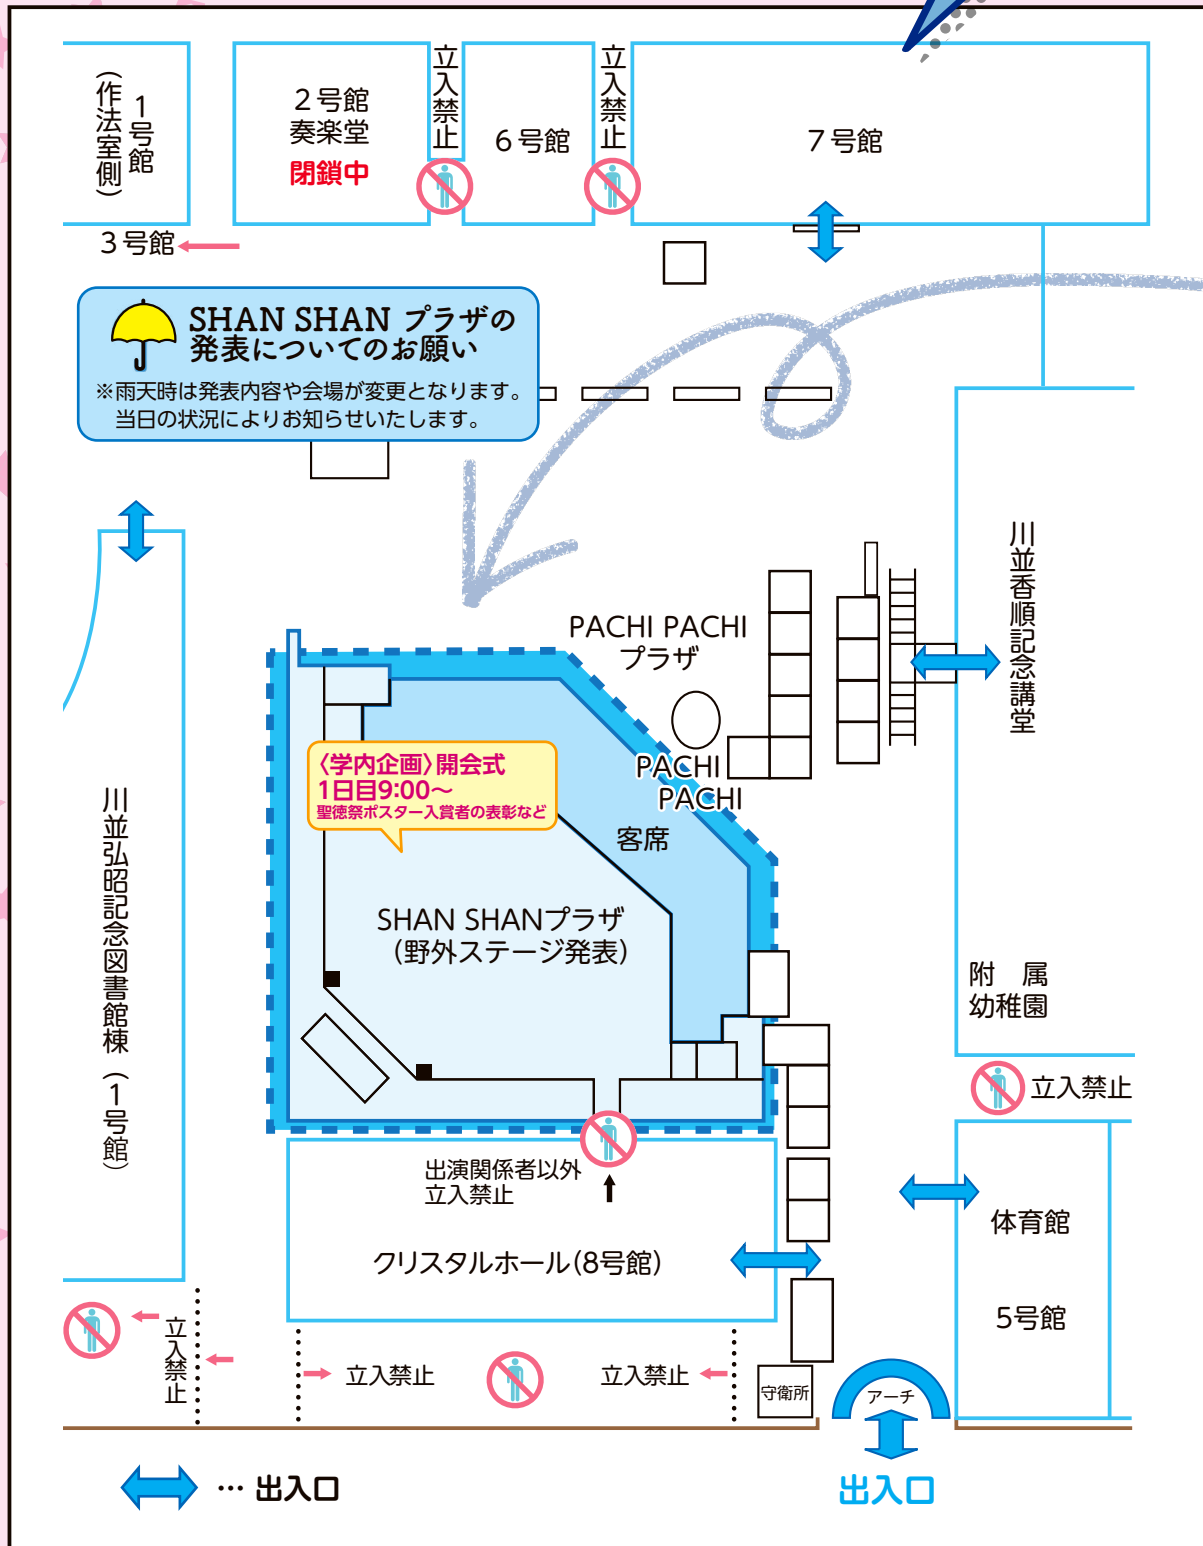 1号館
（作法室側）
2号館
奏楽堂
閉鎖中
立入禁止
6号館
立入禁止
7号館
3号館
SHAN SHAN プラザの
発表についてのお願い
※雨天時は発表内容や会場が変更となります。
当日の状況によりお知らせいたします。
川並香順記念講堂
PACHI PACHI
プラザ
〈学内企画〉開会式
1日目9:00～
聖徳祭ポスター入賞者の表彰など
PACHI
PACHI
客席
SHAN SHANプラザ
（野外ステージ発表）
川並弘昭記念図書館棟（1号館）
附　属
幼稚園
立入禁止
出演関係者以外
立入禁止
体育館
クリスタルホール（8号館）
5号館
立入禁止
立入禁止
立入禁止
守衛所
アーチ
… 出入口
出入口